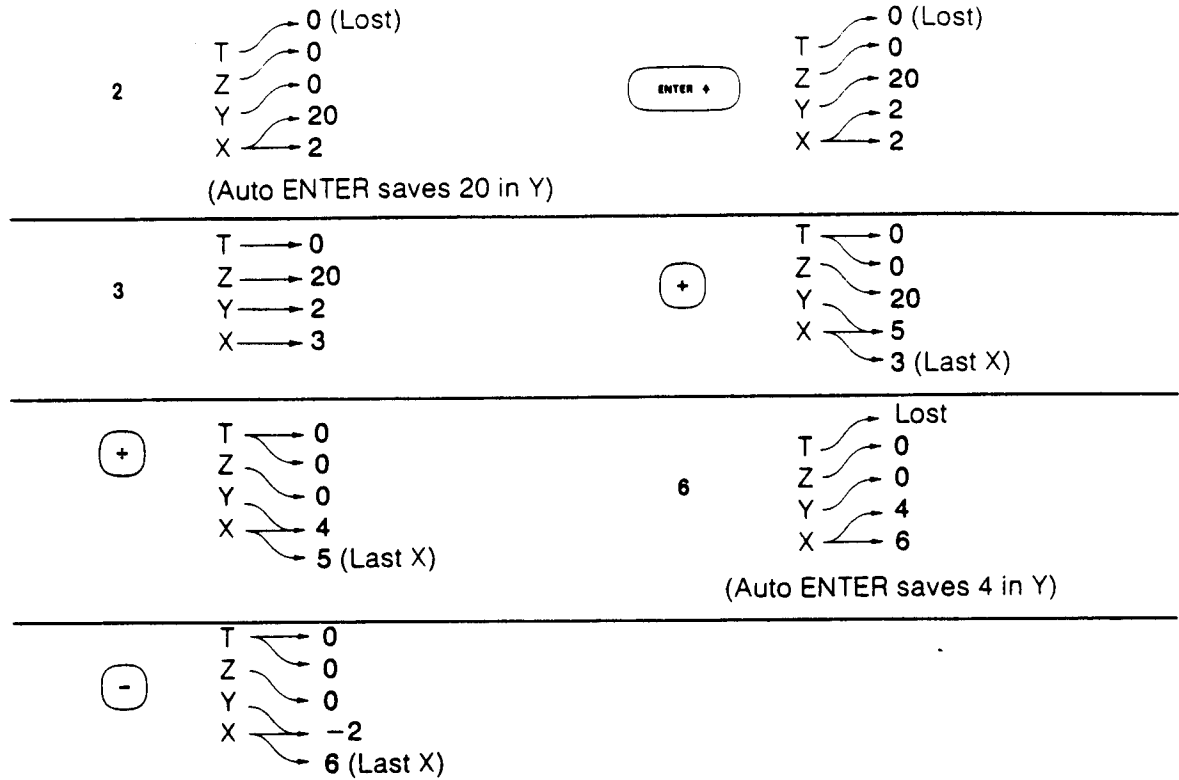 2
T 0 (Lost)
Z 0
Y 0
X 20
2
(Auto ENTER saves 20 in Y)
ENTER ↑
T 0 (Lost)
Z 0
Y 20
X 2
2
3
T 0
Z 20
Y 2
X 3
+
T 0
Z 0
Y 20
X 5
3 (Last X)
+
T 0
Z 0
Y 0
X 4
5 (Last X)
6
Lost
T 0
Z 0
Y 4
X 6
(Auto ENTER saves 4 in Y)
-
T 0
Z 0
Y 0
X −2
6 (Last X)